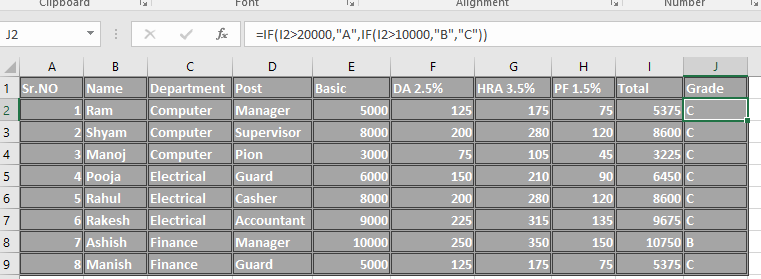 Clipboard Font Alignment Number
J2 fx =IF(I2>20000,"A",IF(I2>10000,"B","C"))
A B C D E F G H I J
1 Sr.NO Name Department Post Basic DA 2.5% HRA 3.5% PF 1.5% Total Grade
2 1 Ram Computer Manager 5000 125 175 75 5375 C
3 2 Shyam Computer Supervisor 8000 200 280 120 8600 C
4 3 Manoj Computer Pion 3000 75 105 45 3225 C
5 4 Pooja Electrical Guard 6000 150 210 90 6450 C
6 5 Rahul Electrical Casher 8000 200 280 120 8600 C
7 6 Rakesh Electrical Accountant 9000 225 315 135 9675 C
8 7 Ashish Finance Manager 10000 250 350 150 10750 B
9 8 Manish Finance Guard 5000 125 175 75 5375 C